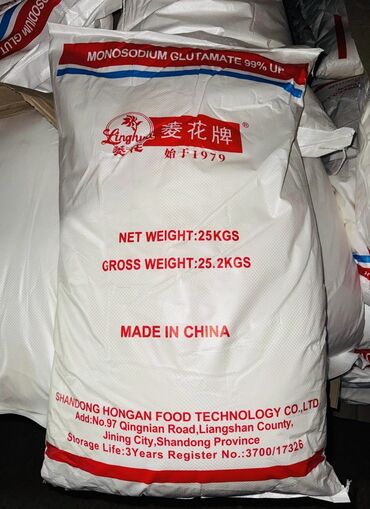 MONOSODIUM GLUTAMATE 99% UP
Linghua
菱花
菱花牌®
始于1979
NET WEIGHT:25KGS
GROSS WEIGHT:25.2KGS
MADE IN CHINA
SHANDONG HONGAN FOOD TECHNOLOGY CO.,LTD
Add:No.97 Qingnian Road,Liangshan County,
Jining City,Shandong Province
Storage Life:3Years Register No.:3700/17326